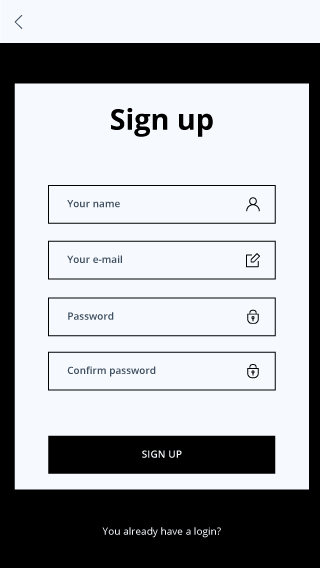 Sign up
Your name
Your e-mail
Password
Confirm password
SIGN UP
You already have a login?